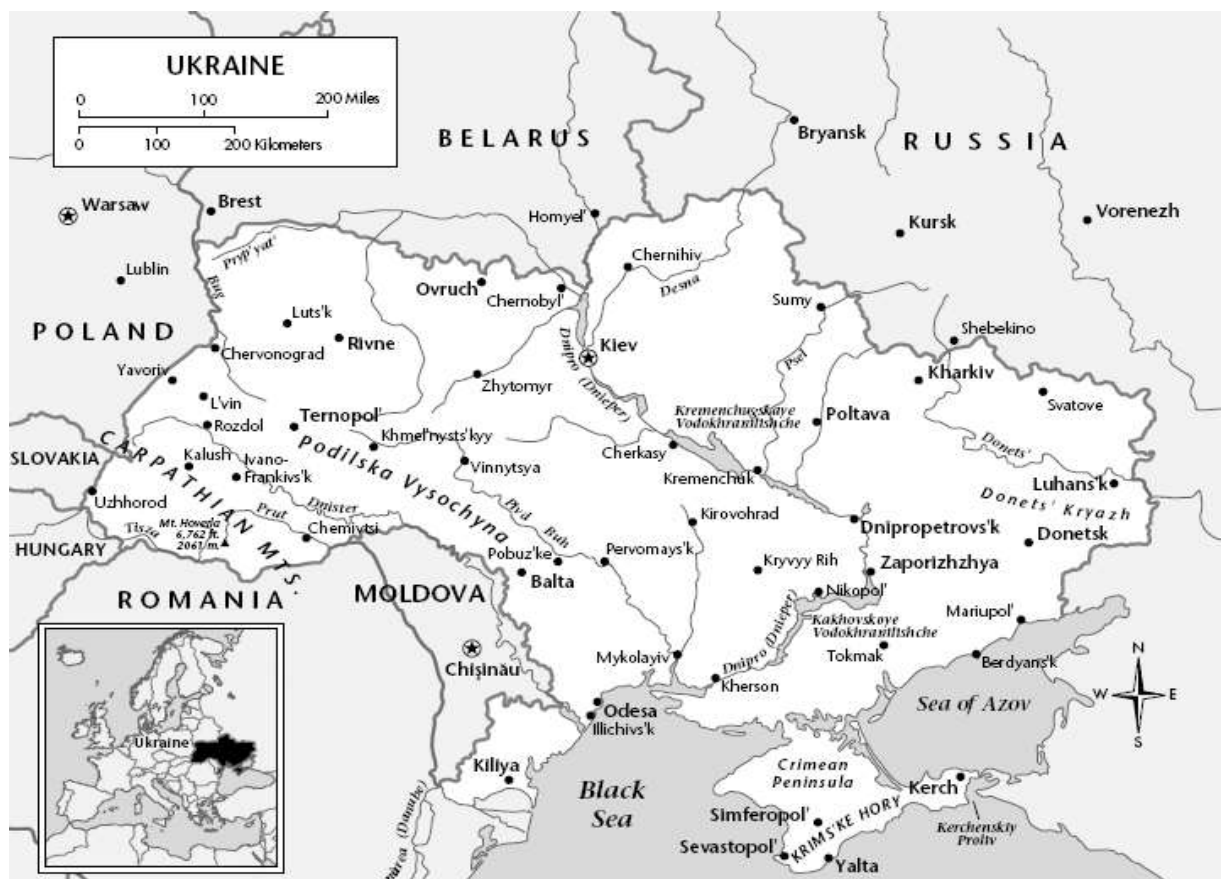 UKRAINE
0 100 200 Miles
0 100 200 Kilometers
BELARUS
RUSSIA
Bryansk
Warsaw
Brest
Homyel'
Kursk
Vorenezh
Pryp'yat'
Chernihiv
Lublin
Bug
Ovruch
Chernobyl'
Desna
Sumy
POLAND
Luts'k
Rivne
Kiev
Shebekino
Chervonograd
Dnipro (Dnieper)
Psel
Yavoriv
Zhytomyr
Kharkiv
L'vin
Svatove
Rozdol
Ternopol'
Kremenchugskaye
Vodokhranilishche
Poltava
CARPATHIAN MTS.
Podilska Vysochyna
Khmel'nysts'kyy
Cherkasy
Donets'
SLOVAKIA
Kalush
Ivano-
Frankivs'k
Vinnytsya
Kremenchuk
Luhans'k
Uzhhorod
Dnister
Pivd Buh
Donets' Kryazh
Tisza
Mt. Hoverla
6,762 ft.
2061 m.
Prut
Chernivtsi
Kirovohrad
Dnipropetrovs'k
HUNGARY
Donetsk
Pobuz'ke
Pervomays'k
Kryvyy Rih
Zaporizhzhya
Balta
MOLDOVA
Nikopol'
ROMANIA
Kakhovskoye
Vodokhranilishche
Mariupol'
Dnipro (Dnieper)
Mykolayiv
Tokmak
Berdyans'k
Chişinău
Kherson
N
W E
S
Odesa
Sea of Azov
Illichivs'k
Ukraine
Kiliya
Black
Sea
Crimean
Peninsula
Kerch
Simferopol'
KRIMS'KE HORY
Kerchenskiy
Proliv
Sevastopol'
Yalta
(Danube)